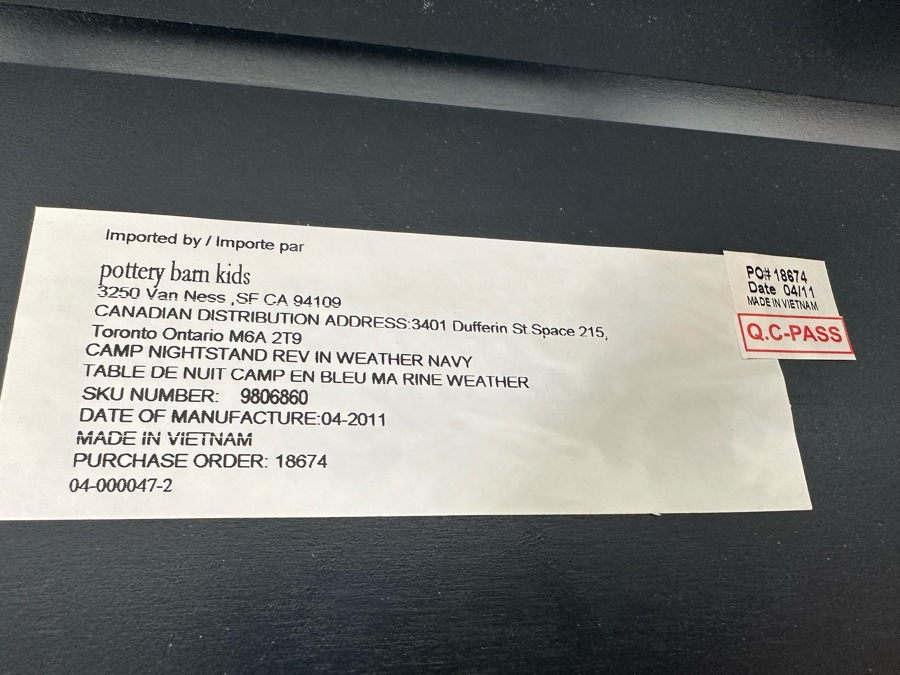 Imported by / Importe par
pottery barn kids
3250 Van Ness ,SF CA 94109
CANADIAN DISTRIBUTION ADDRESS:3401 Dufferin St.Space 215,
Toronto Ontario M6A 2T9
CAMP NIGHTSTAND REV IN WEATHER NAVY
TABLE DE NUIT CAMP EN BLEU MA RINE WEATHER
SKU NUMBER: 9806860
DATE OF MANUFACTURE:04-2011
MADE IN VIETNAM
PURCHASE ORDER: 18674
04-000047-2
PO# 18674
Date 04/11
MADE IN VIETNAM
Q.C-PASS